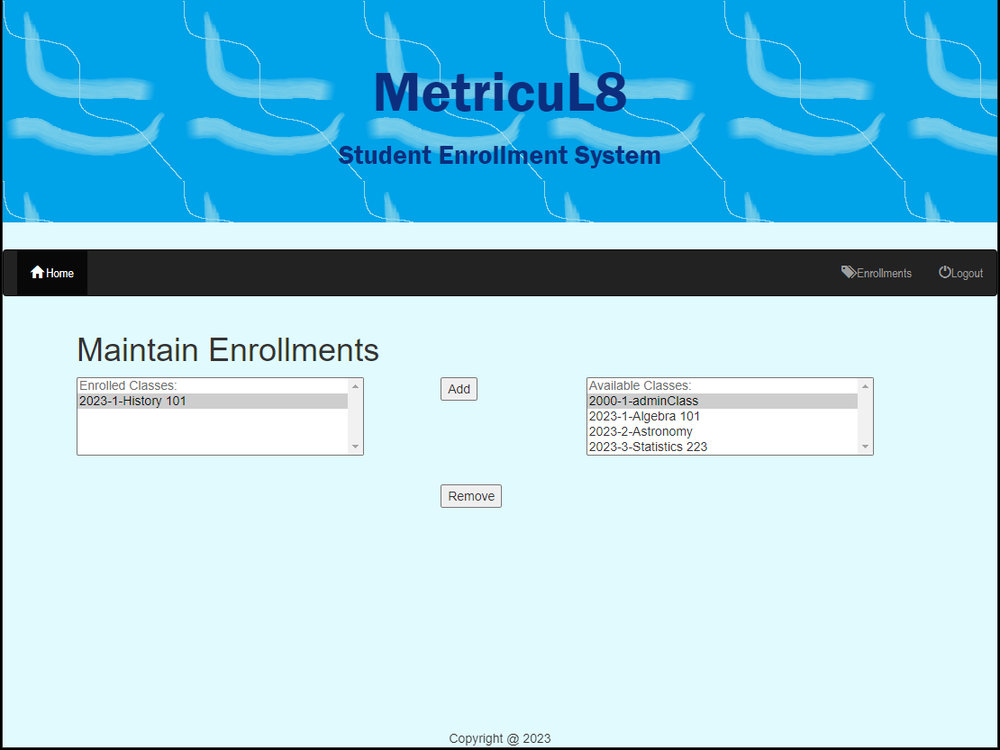 MetricuL8
Student Enrollment System
Home
Enrollments
Logout
Maintain Enrollments
Enrolled Classes:
2023-1-History 101
Add
Remove
Available Classes:
2000-1-adminClass
2023-1-Algebra 101
2023-2-Astronomy
2023-3-Statistics 223
Copyright @ 2023